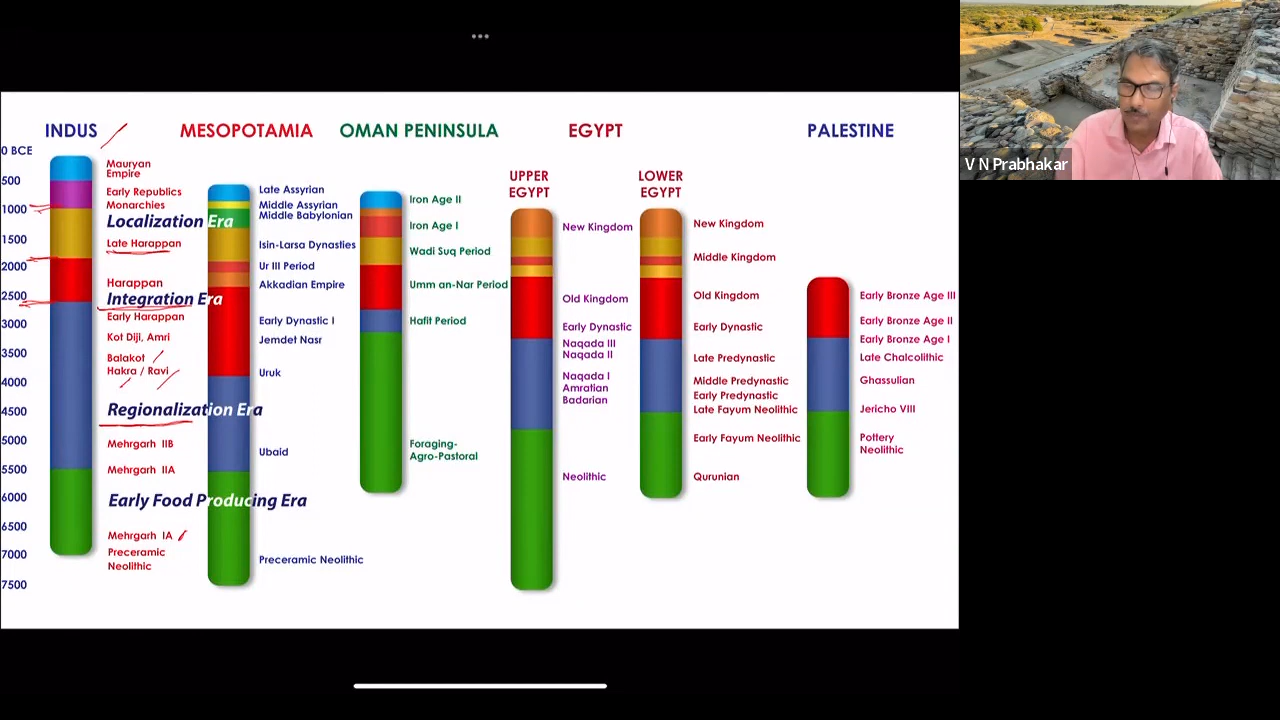 INDUS
MESOPOTAMIA
OMAN PENINSULA
EGYPT
PALESTINE
UPPER
EGYPT
LOWER
EGYPT
0 BCE
500
1000
1500
2000
2500
3000
3500
4000
4500
5000
5500
6000
6500
7000
7500
Mauryan
Empire
Early Republics
Monarchies
Localization Era
Late Harappan
Harappan
Integration Era
Early Harappan
Kot Diji, Amri
Balakot
Hakra / Ravi
Regionalization Era
Mehrgarh IIB
Mehrgarh IIA
Early Food Producing Era
Mehrgarh IA
Preceramic
Neolithic
Late Assyrian
Middle Assyrian
Middle Babylonian
Isin-Larsa Dynasties
Ur III Period
Akkadian Empire
Early Dynastic I
Jemdet Nasr
Uruk
Ubaid
Preceramic Neolithic
Iron Age II
Iron Age I
Wadi Suq Period
Umm an-Nar Period
Hafit Period
Foraging-
Agro-Pastoral
New Kingdom
Old Kingdom
Early Dynastic
Naqada III
Naqada II
Naqada I
Amratian
Badarian
Neolithic
New Kingdom
Middle Kingdom
Old Kingdom
Early Dynastic
Late Predynastic
Middle Predynastic
Early Predynastic
Late Fayum Neolithic
Early Fayum Neolithic
Qurunian
Early Bronze Age III
Early Bronze Age II
Early Bronze Age I
Late Chalcolithic
Ghassulian
Jericho VIII
Pottery
Neolithic
V N Prabhakar